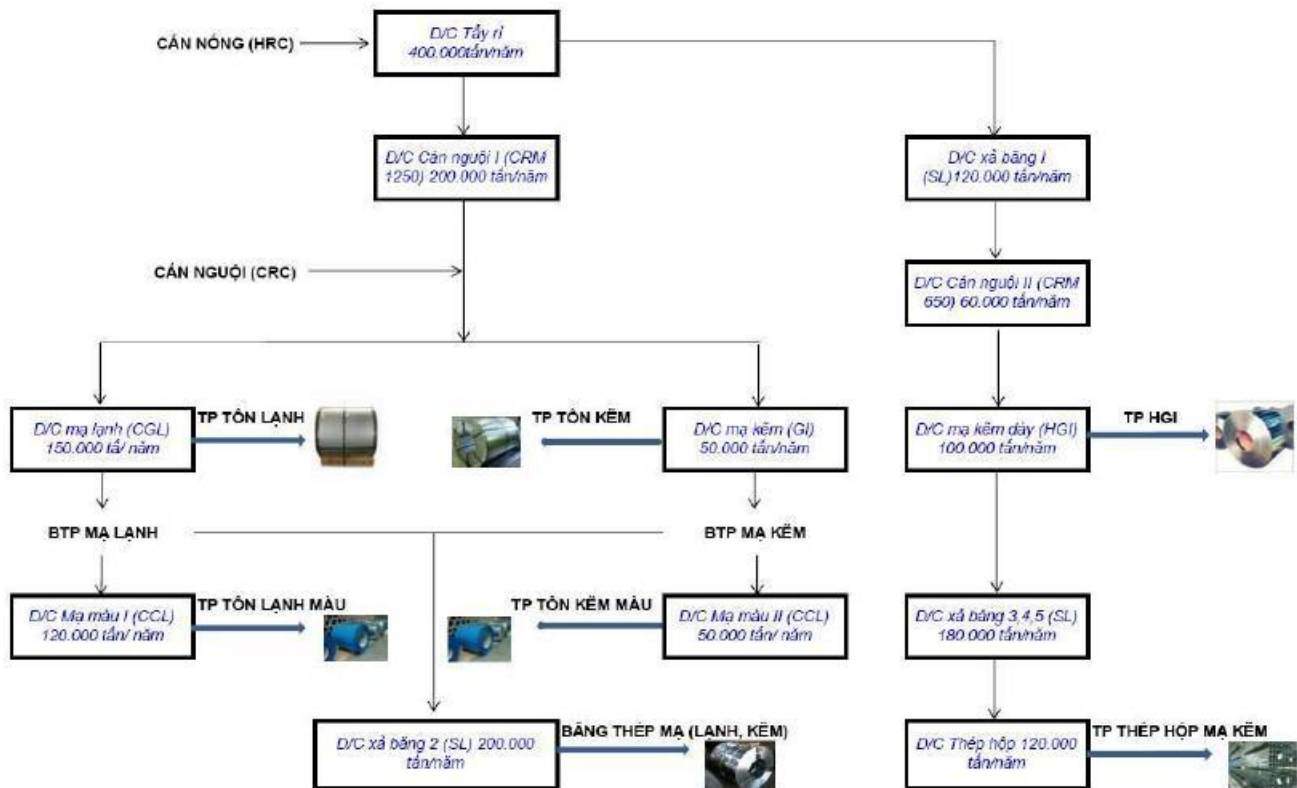 D/C Tẩy rỉ
400.000tấn/năm
CÁN NÓNG (HRC)
D/C Cán nguội I (CRM
1250) 200.000 tấn/năm
D/C xả băng I
(SL)120.000 tấn/năm
CÁN NGUỘI (CRC)
D/C Cán nguội II (CRM
650) 60.000 tấn/năm
D/C mạ lạnh (CGL)
150.000 tấ/ năm
TP TÔN LẠNH
TP TÔN KẼM
D/C mạ kẽm (GI)
50.000 tấn/năm
D/C mạ kẽm dày (HGI)
100.000 tấn/năm
TP HGI
BTP MẠ LẠNH
BTP MẠ KẼM
D/C Mạ màu I (CCL)
120.000 tấn/ năm
TP TÔN LẠNH MÀU
TP TÔN KẼM MÀU
D/C Mạ màu II (CCL)
50.000 tấn/ năm
D/C xả băng 3,4,5 (SL)
180.000 tấn/năm
D/C xả băng 2 (SL) 200.000
tấn/năm
BĂNG THÉP MẠ (LẠNH, KẼM)
D/C Thép hộp 120.000
tấn/năm
TP THÉP HỘP MẠ KẼM